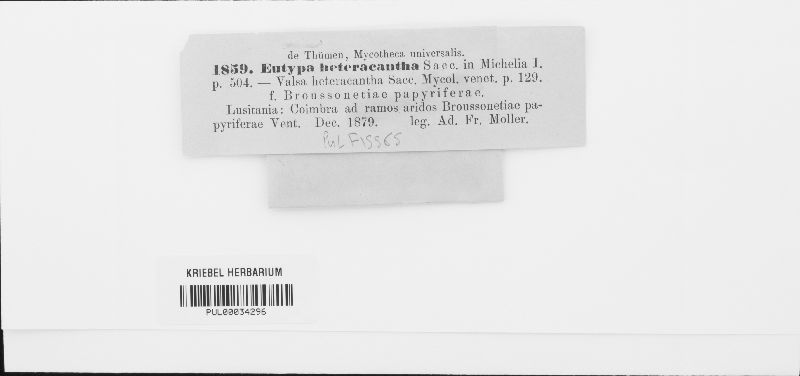 de Thümen, Mycotheca universalis.
1859. Eutypa heteracantha Sacc. in Michelia I.
p. 504. — Valsa heteracantha Sacc. Mycol. venet. p. 129.
f. Broussonetiae papyriferae.
Lusitania: Coimbra ad ramos aridos Broussonetiae pa-
pyriferae Vent. Dec. 1879. leg. Ad. Fr. Moller.
PUL F15565
KRIEBEL HERBARIUM
PUL00034296